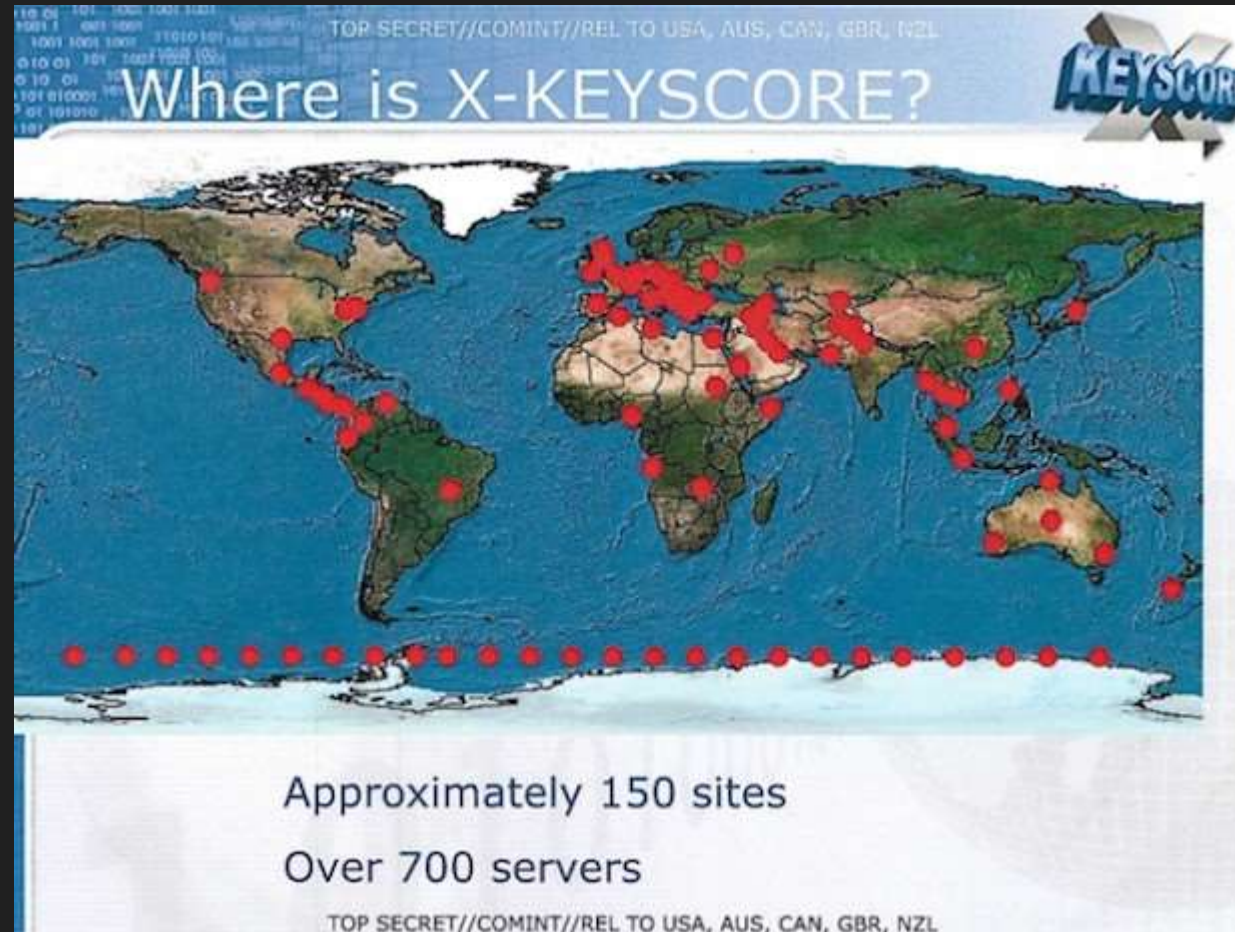 TOP SECRET//COMINT//REL TO USA, AUS, CAN, GBR, NZL
Where is X-KEYSCORE?
X
KEYSCOR
Approximately 150 sites
Over 700 servers
TOP SECRET//COMINT//REL TO USA, AUS, CAN, GBR, NZL